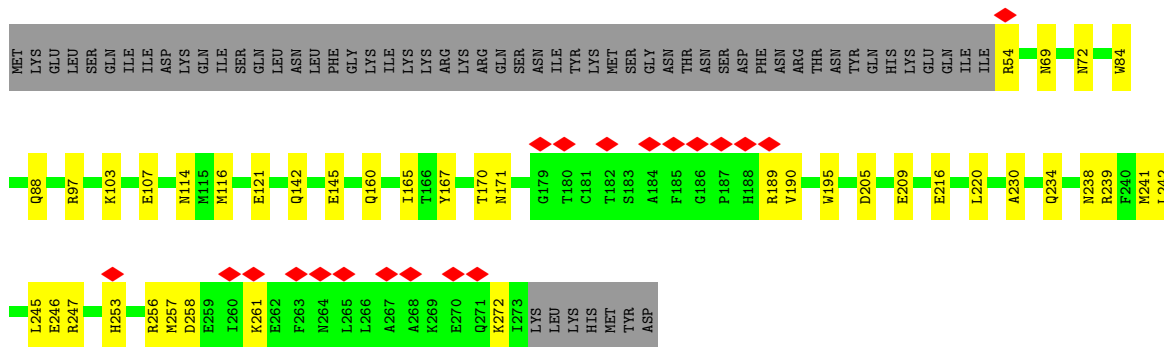 MET LYS GLU LEU SER GLN ILE ILE ASP LYS GLN ILE SER GLN LEU ASN LEU PHE GLY LYS ILE LYS LYS ARG LYS ARG GLN SER ASN ILE TYR LYS MET SER GLY ASN THR ASN SER ASP PHE ASN ARG THR ASN TYR GLN HIS LYS GLU GLN ILE ILE R54 N69 N72 W84
Q88 R97 K103 E107 N114 M115 M116 E121 Q142 E145 Q160 I165 T166 Y167 T170 N171 G179 T180 C181 T182 S183 A184 F185 G186 P187 H188 R189 V190 W195 D205 E209 E216 L220 A230 Q234 N238 R239 F240 M241 L242
L245 E246 R247 H253 R256 M257 D258 E259 I260 K261 E262 F263 N264 L265 L266 A267 A268 K269 E270 Q271 K272 I273 LYS LEU LYS HIS MET TYR ASP